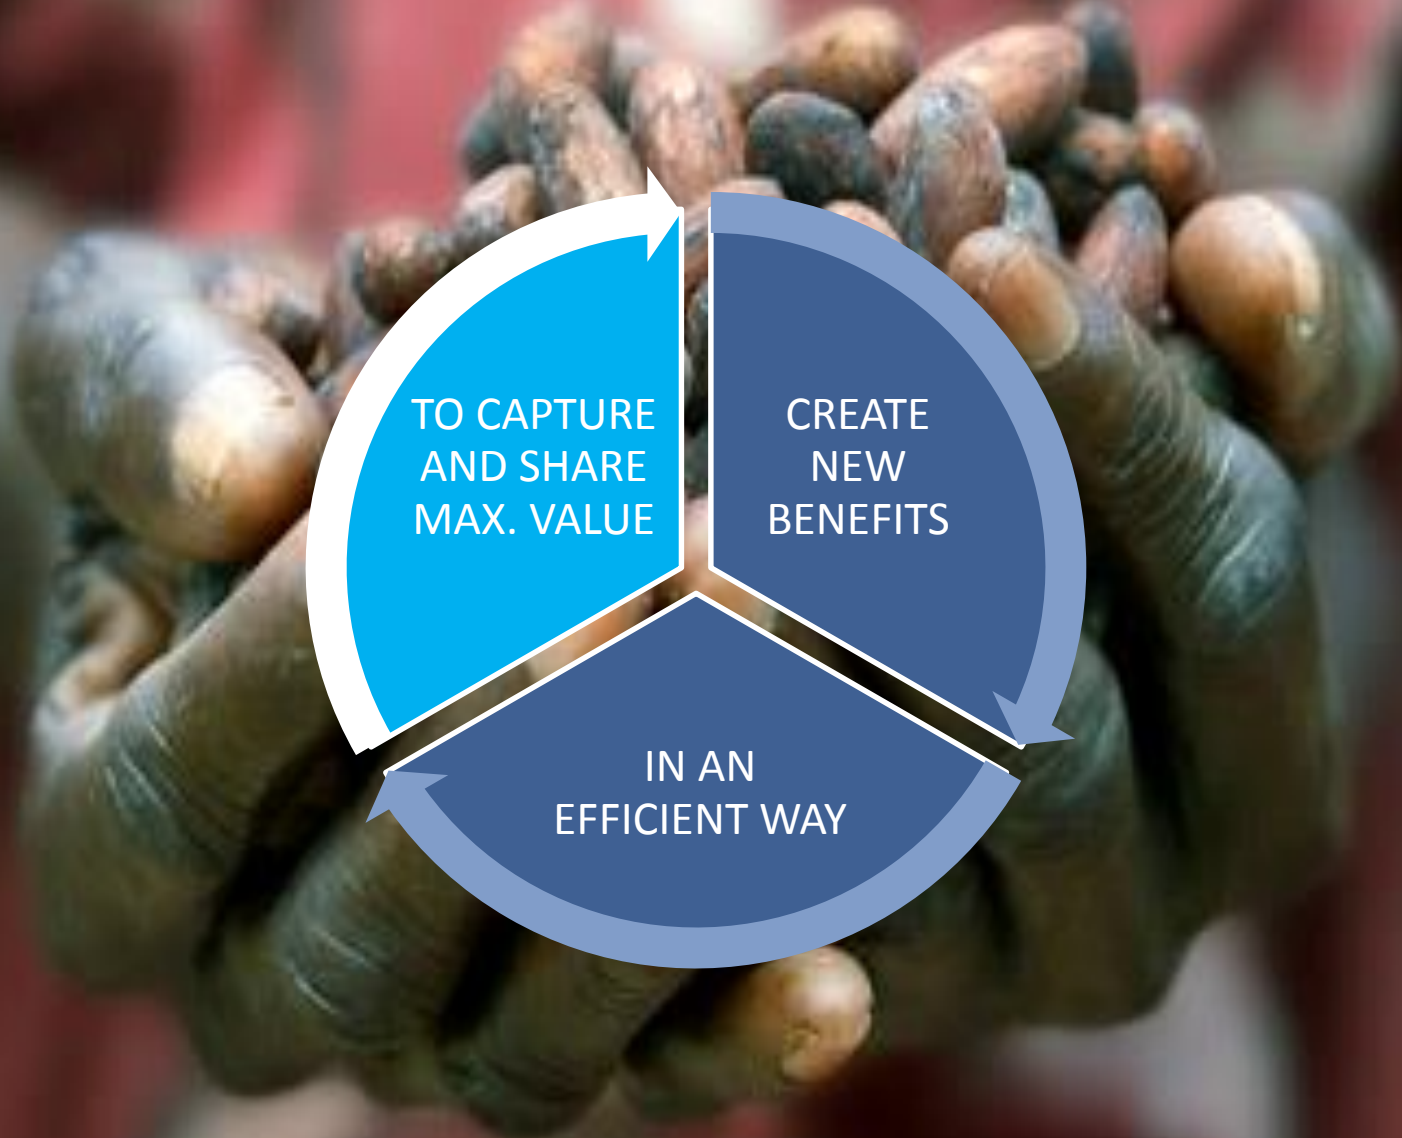 CREATE
NEW
BENEFITS
IN AN
EFFICIENT WAY
TO CAPTURE
AND SHARE
MAX. VALUE